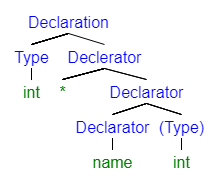 Declaration
Type Declerator
int * Declarator
Declarator (Type)
name int